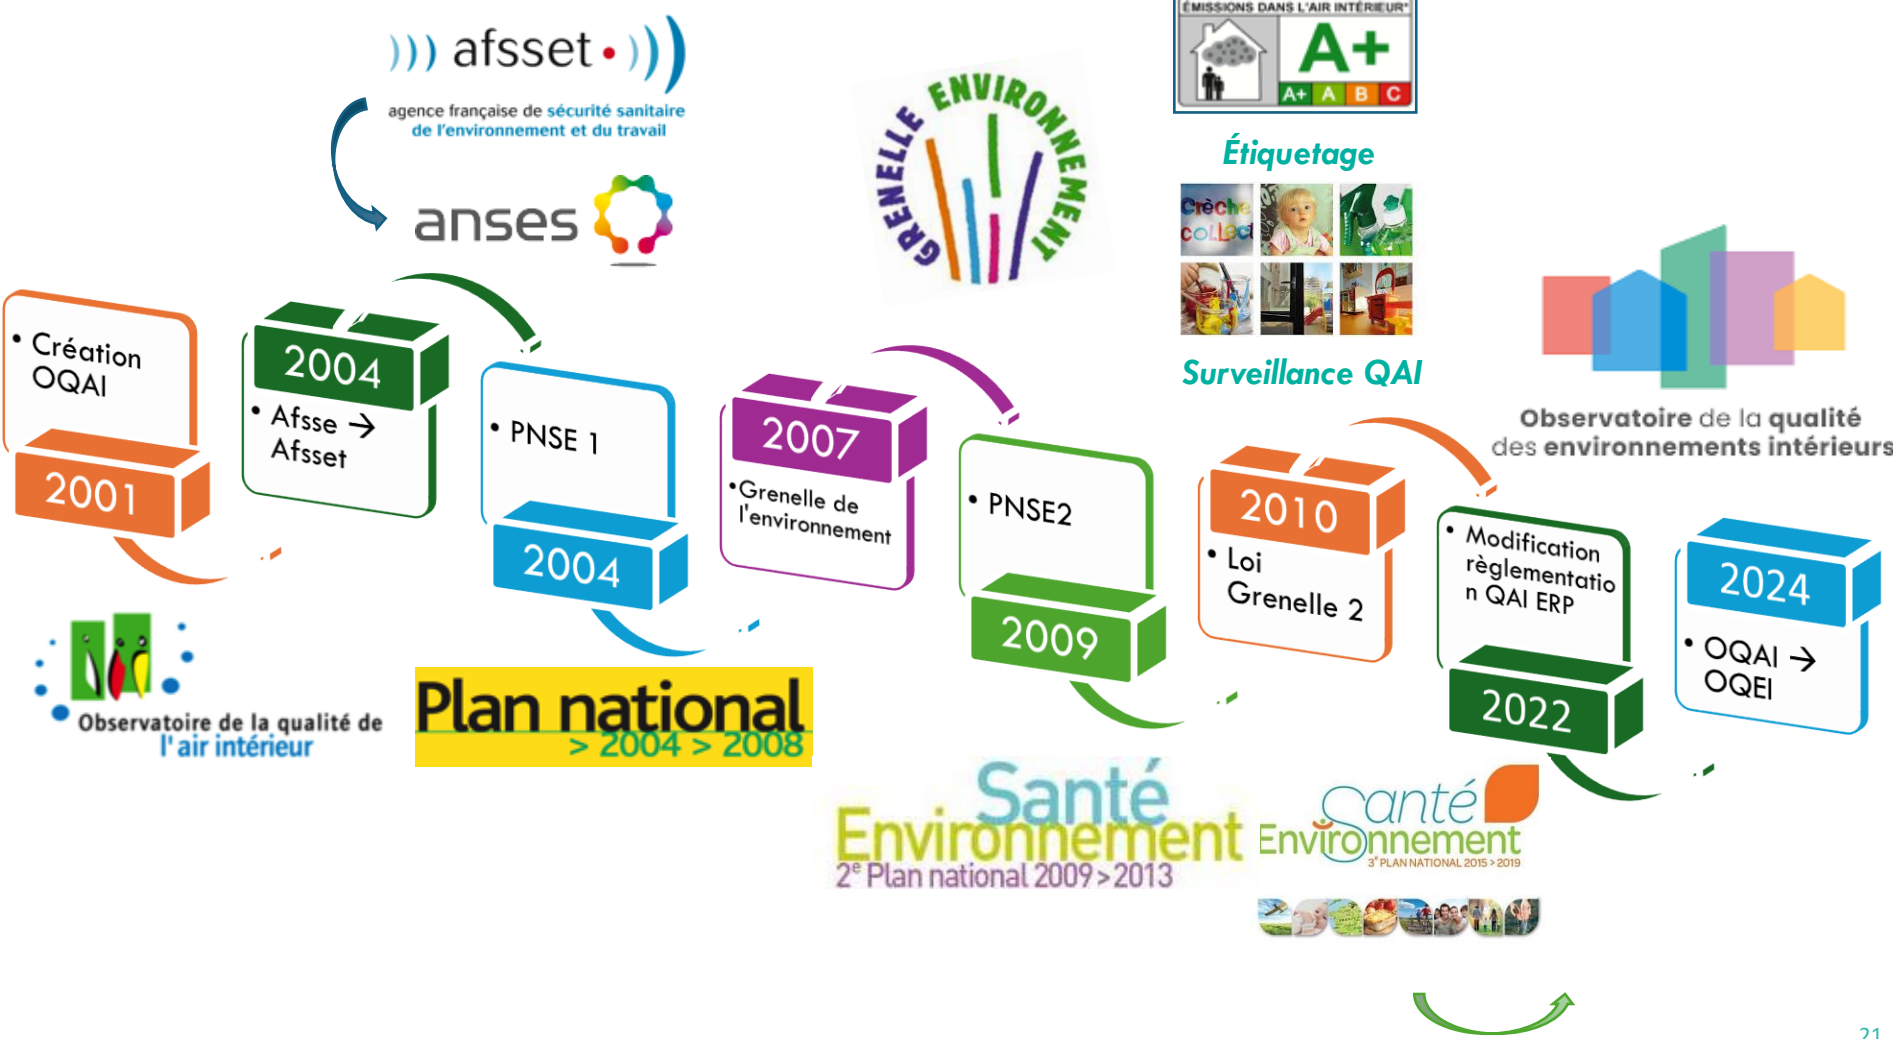 ))) afsset • )))
agence française de sécurité sanitaire
de l'environnement et du travail
anses
GRENELLE ENVIRONNEMENT
ÉMISSIONS DANS L'AIR INTÉRIEUR*
A+
A+ A B C
Étiquetage
Crèche
collect
Surveillance QAI
Observatoire de la qualité
des environnements intérieurs
• Création
OQAI
2001
2004
• Afsse →
Afsset
• PNSE 1
2004
2007
• Grenelle de
l'environnement
• PNSE2
2009
2010
• Loi
Grenelle 2
• Modification
règlementatio
n QAI ERP
2022
2024
• OQAI →
OQEI
Observatoire de la qualité de
l'air intérieur
Plan national
> 2004 > 2008
Santé
Environnement
2e Plan national 2009>2013
Santé
Environnement
3e PLAN NATIONAL 2015 > 2019
21